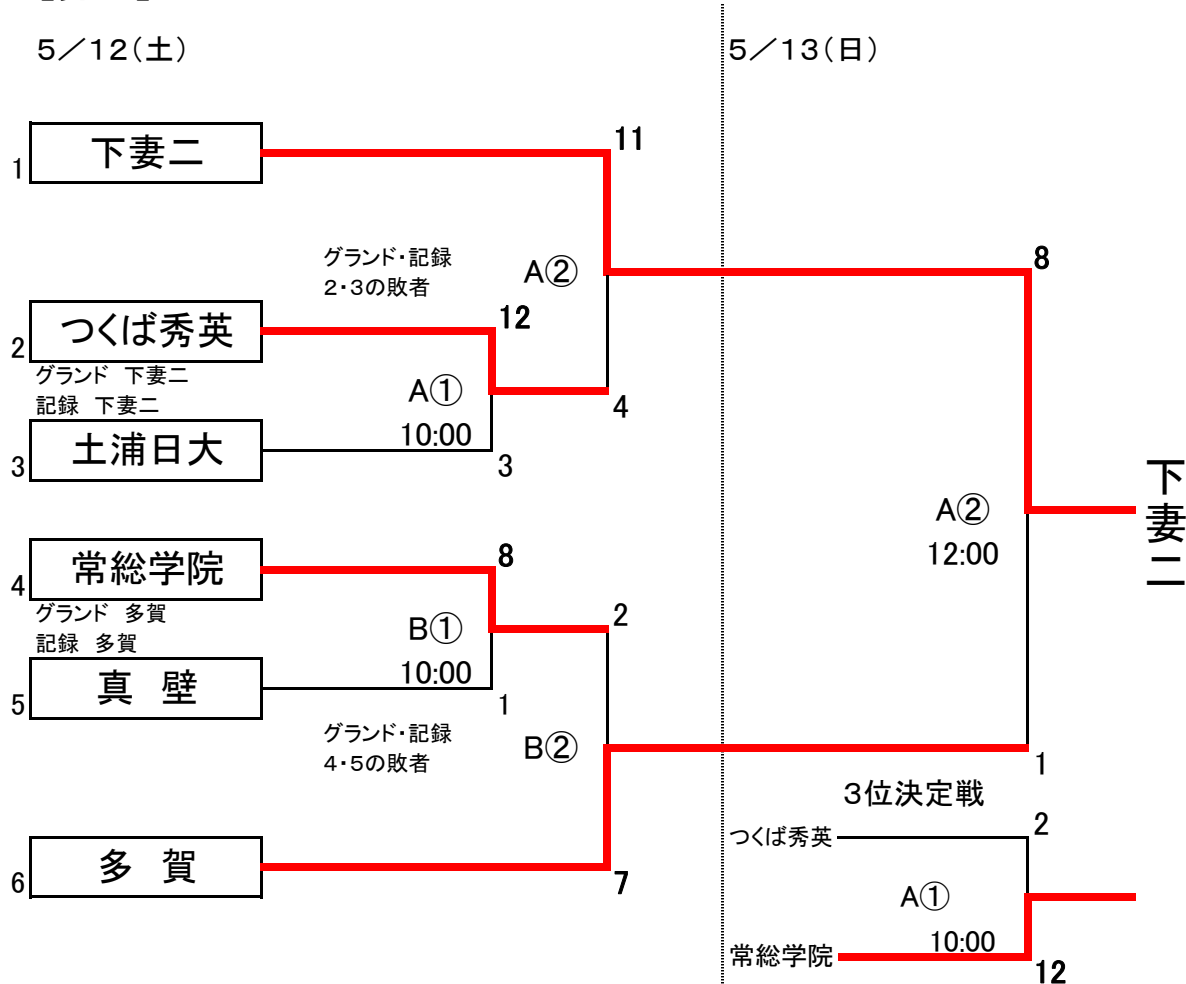 5／12(土)
5／13(日)
1
下妻二
11
グランド・記録
2・3の敗者
A②
8
2
つくば秀英
12
グランド 下妻二
記録 下妻二
A①
10:00
4
3
土浦日大
3
A②
12:00
下妻二
4
常総学院
8
グランド 多賀
記録 多賀
B①
10:00
2
5
真 壁
1
グランド・記録
4・5の敗者
B②
1
3位決定戦
つくば秀英
2
6
多 賀
7
A①
10:00
常総学院
12